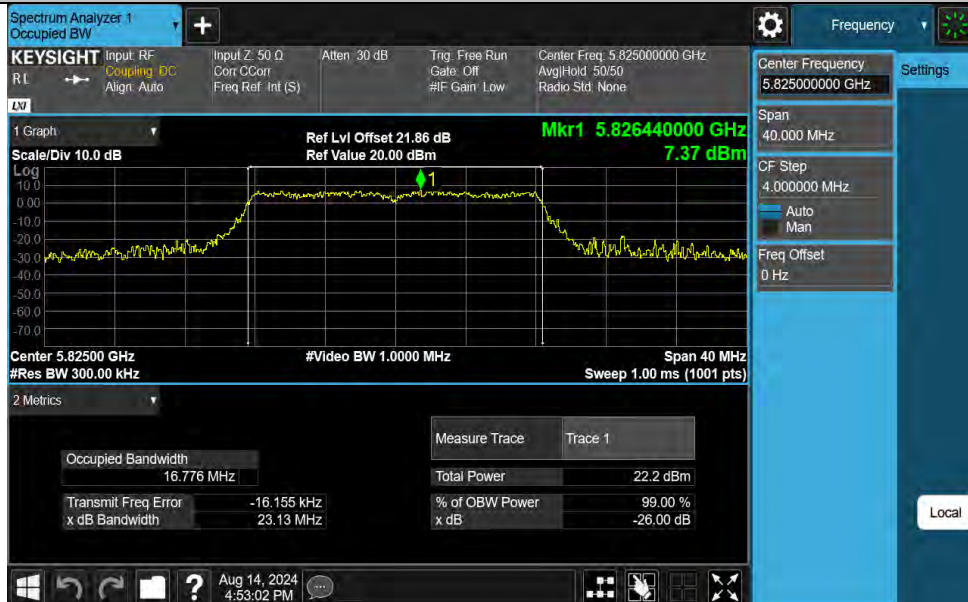 Spectrum Analyzer 1
Occupied BW
+
Frequency
KEYSIGHT
R L
LXI
Input: RF
Coupling: DC
Align: Auto
Input Z: 50 Ω
Corr CCorr
Freq Ref: Int (S)
Atten: 30 dB
Trig: Free Run
Gate: Off
#IF Gain: Low
Center Freq: 5.825000000 GHz
Avg|Hold: 50/50
Radio Std: None
Center Frequency
5.825000000 GHz
Settings
Span
40.000 MHz
CF Step
4.000000 MHz
Auto
Man
Freq Offset
0 Hz
Local
1 Graph
Scale/Div 10.0 dB
Ref Lvl Offset 21.86 dB
Ref Value 20.00 dBm
Mkr1 5.826440000 GHz
7.37 dBm
Log
1
10.0
0.00
-10.0
-20.0
-30.0
-40.0
-50.0
-60.0
-70.0
Center 5.82500 GHz
#Video BW 1.0000 MHz
Span 40 MHz
#Res BW 300.00 kHz
Sweep 1.00 ms (1001 pts)
2 Metrics
Measure Trace Trace 1
Occupied Bandwidth
16.776 MHz
Total Power 22.2 dBm
Transmit Freq Error -16.155 kHz
% of OBW Power 99.00 %
x dB Bandwidth 23.13 MHz
x dB -26.00 dB
?
Aug 14, 2024
4:53:02 PM